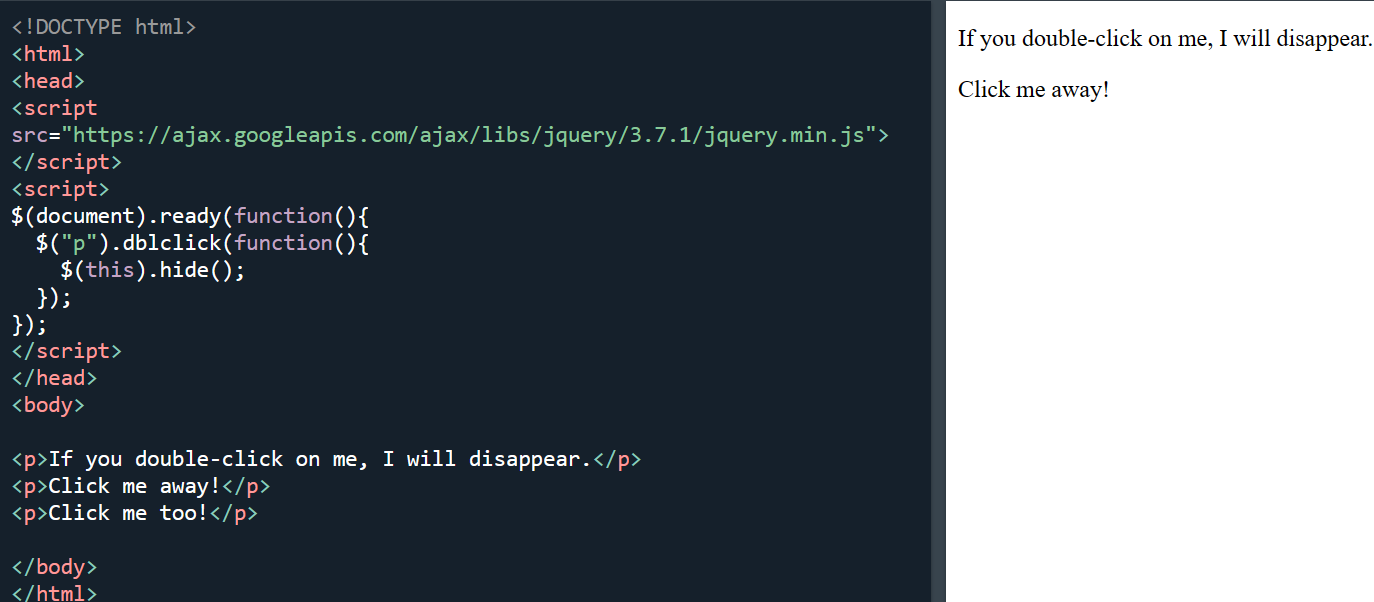 <!DOCTYPE html>
<html>
<head>
<script
src="https://ajax.googleapis.com/ajax/libs/jquery/3.7.1/jquery.min.js">
</script>
<script>
$(document).ready(function(){
  $("p").dblclick(function(){
    $(this).hide();
  });
});
</script>
</head>
<body>

<p>If you double-click on me, I will disappear.</p>
<p>Click me away!</p>
<p>Click me too!</p>

</body>
</html>
If you double-click on me, I will disappear.
Click me away!